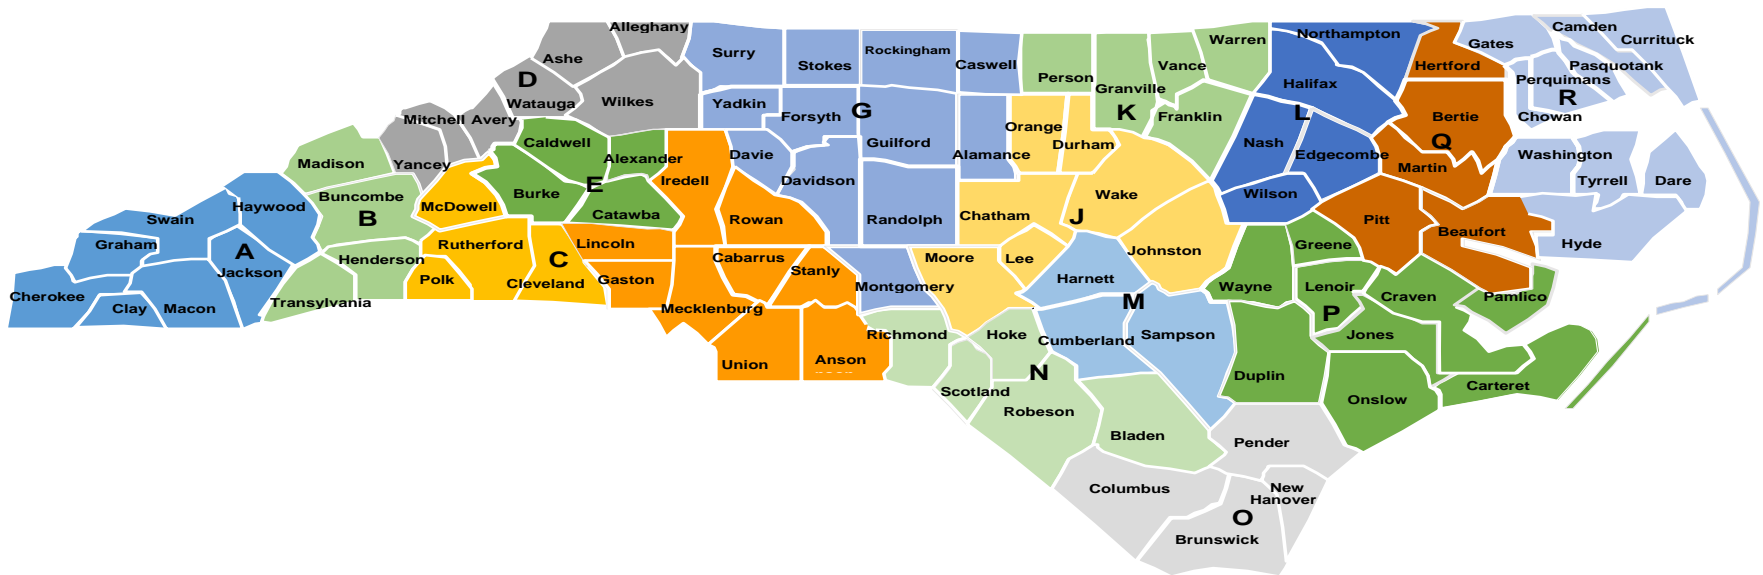 Alleghany
Ashe
Surry
Stokes
Rockingham
Caswell
Person
Granville
Vance
Warren
Northampton
Gates
Camden
Currituck
Hertford
Pasquotank
Perquimans
R
Chowan
D
Watauga
Wilkes
Yadkin
Forsyth
G
Guilford
Alamance
Orange
Durham
K
Franklin
Halifax
L
Nash
Edgecombe
Bertie
Q
Martin
Washington
Tyrrell
Dare
Mitchell
Avery
Yancey
Caldwell
Alexander
Burke
E
Catawba
Iredell
Davie
Davidson
Rowan
Randolph
Chatham
Wake
J
Johnston
Wilson
Pitt
Beaufort
Hyde
Madison
Buncombe
B
McDowell
Haywood
Swain
Graham
A
Jackson
Henderson
Rutherford
Polk
C
Cleveland
Lincoln
Gaston
Cabarrus
Stanly
Mecklenburg
Montgomery
Moore
Lee
Harnett
M
Greene
Wayne
Lenoir
P
Craven
Pamlico
Cherokee
Clay
Macon
Transylvania
Union
Anson
Richmond
Hoke
Cumberland
Sampson
Jones
N
Scotland
Robeson
Duplin
Onslow
Carteret
Bladen
Pender
Columbus
New
Hanover
O
Brunswick